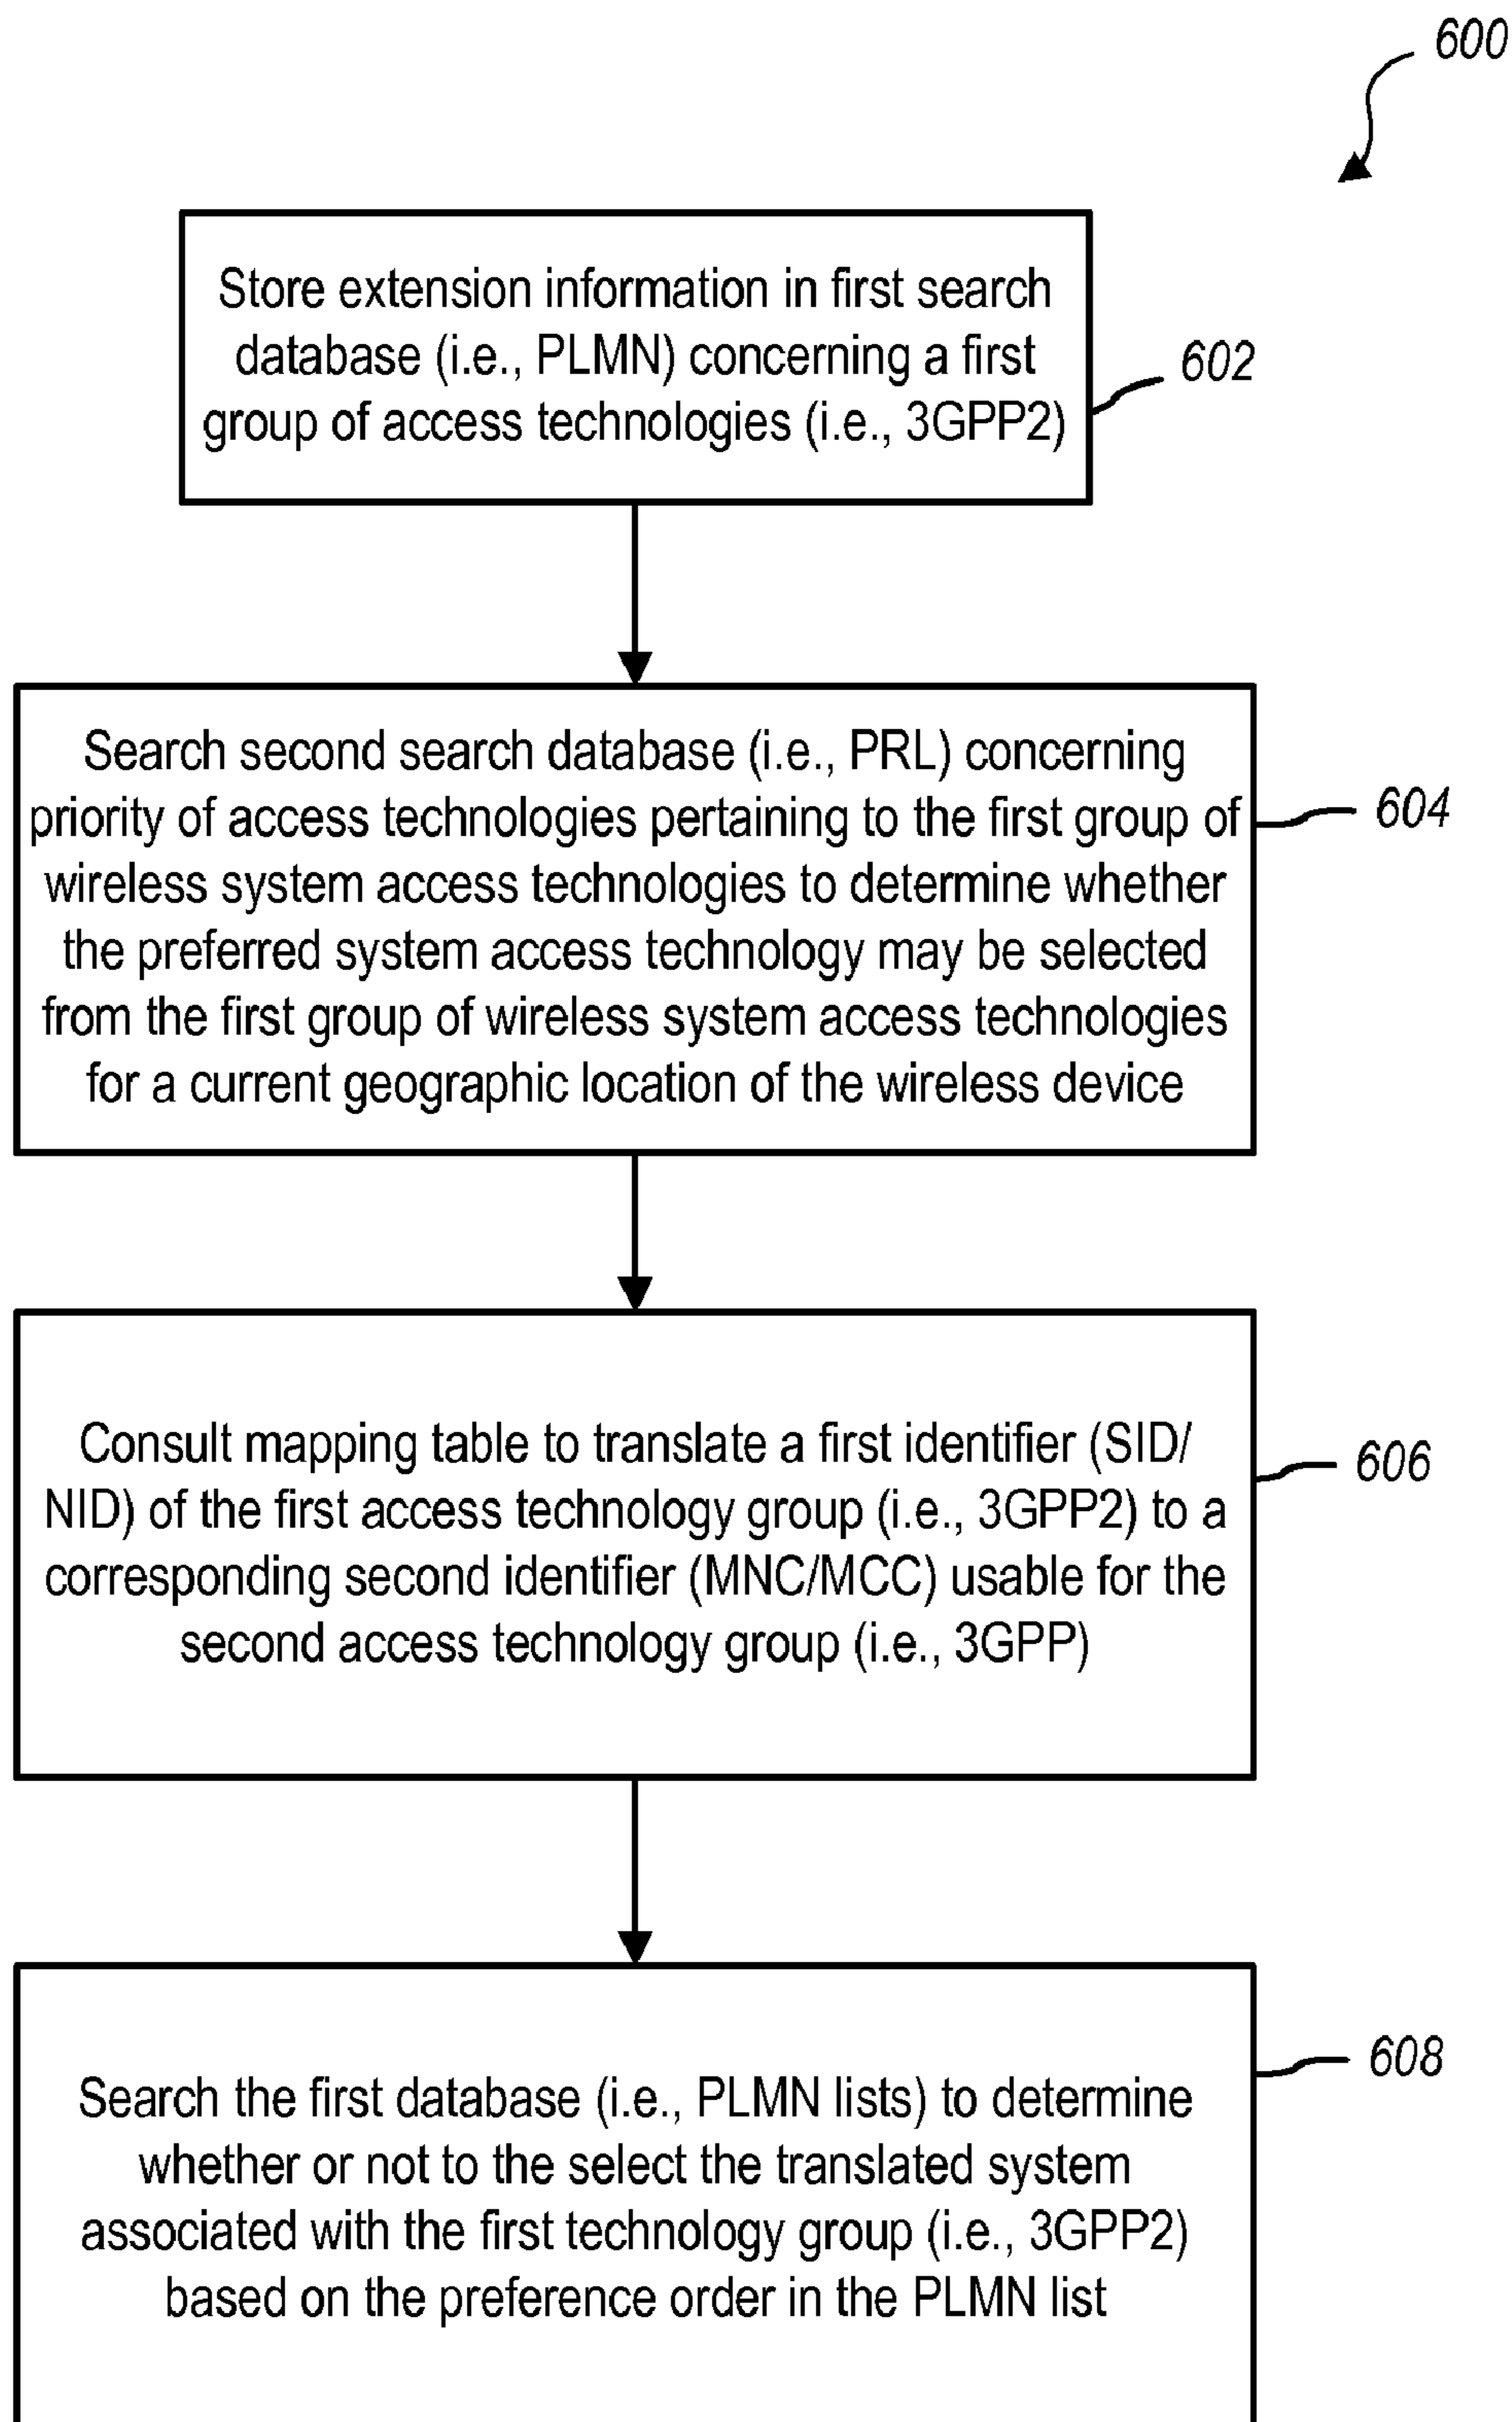 600
Store extension information in first search
database (i.e., PLMN) concerning a first
group of access technologies (i.e., 3GPP2)
602
Search second search database (i.e., PRL) concerning
priority of access technologies pertaining to the first group of
wireless system access technologies to determine whether
the preferred system access technology may be selected
from the first group of wireless system access technologies
for a current geographic location of the wireless device
604
Consult mapping table to translate a first identifier (SID/
NID) of the first access technology group (i.e., 3GPP2) to a
corresponding second identifier (MNC/MCC) usable for the
second access technology group (i.e., 3GPP)
606
Search the first database (i.e., PLMN lists) to determine
whether or not to the select the translated system
associated with the first technology group (i.e., 3GPP2)
based on the preference order in the PLMN list
608